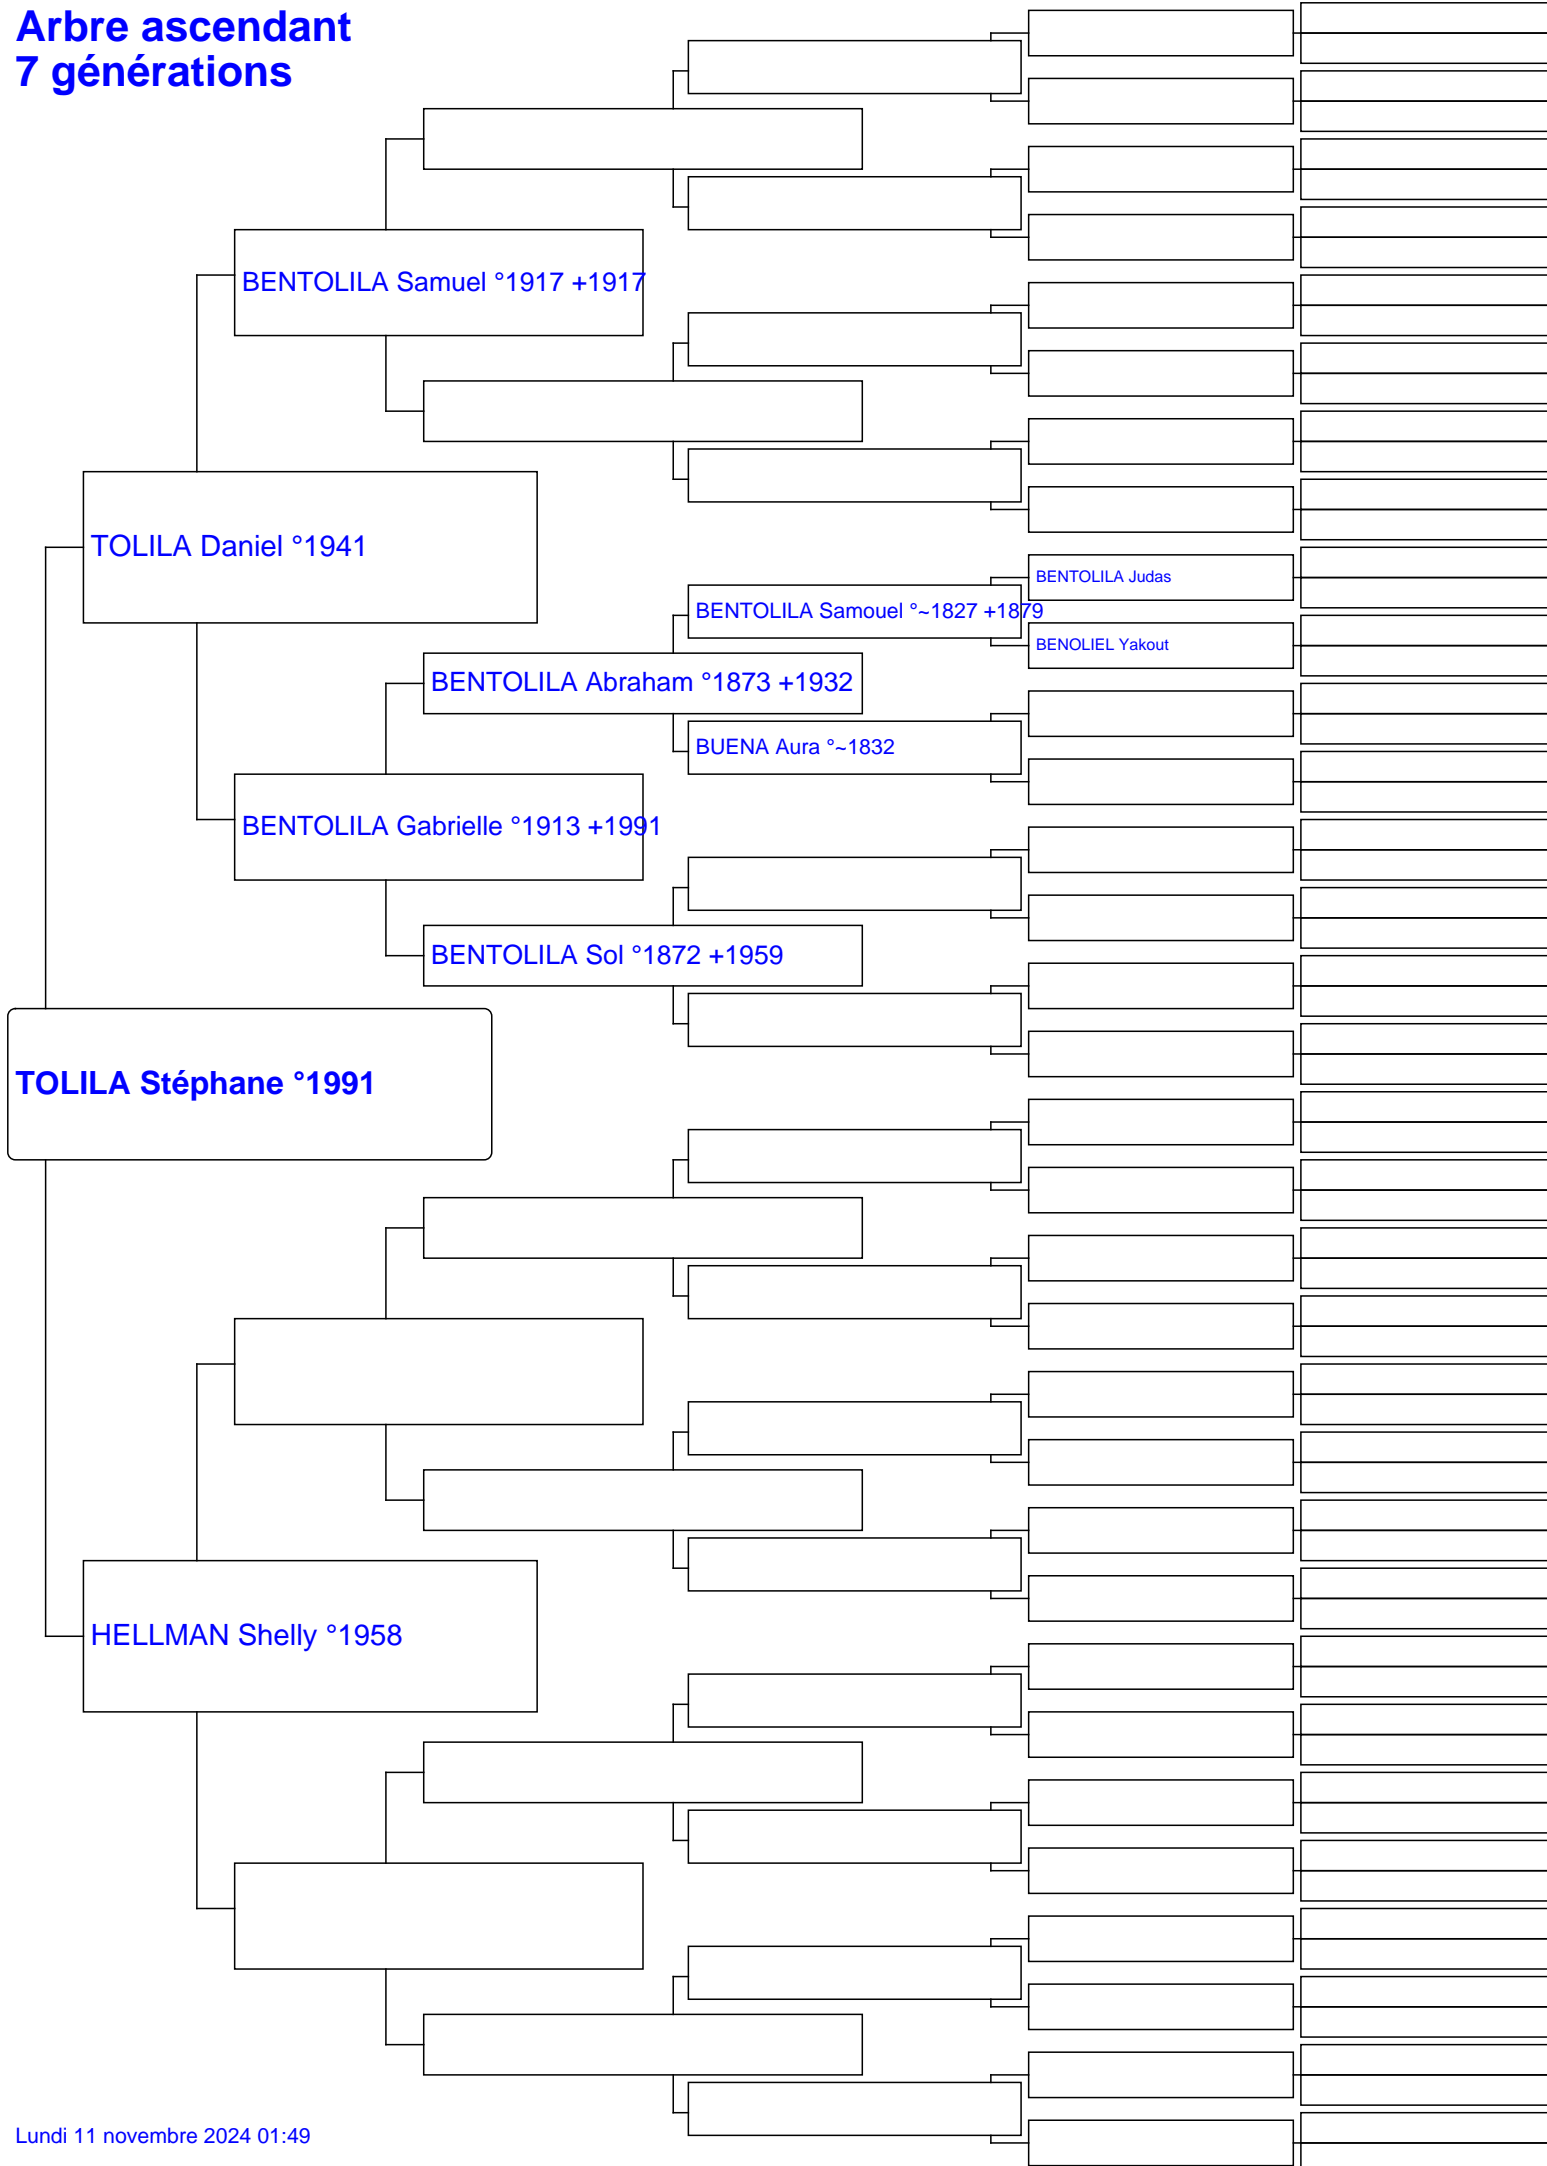 Arbre ascendant
7 générations
BENTOLILA Samuel °1917 +1917
TOLILA Daniel °1941
BENTOLILA Judas
BENTOLILA Samouel °~1827 +1879
BENOLIEL Yakout
BENTOLILA Abraham °1873 +1932
BUENA Aura °~1832
BENTOLILA Gabrielle °1913 +1991
BENTOLILA Sol °1872 +1959
TOLILA Stéphane °1991
HELLMAN Shelly °1958
Lundi 11 novembre 2024 01:49